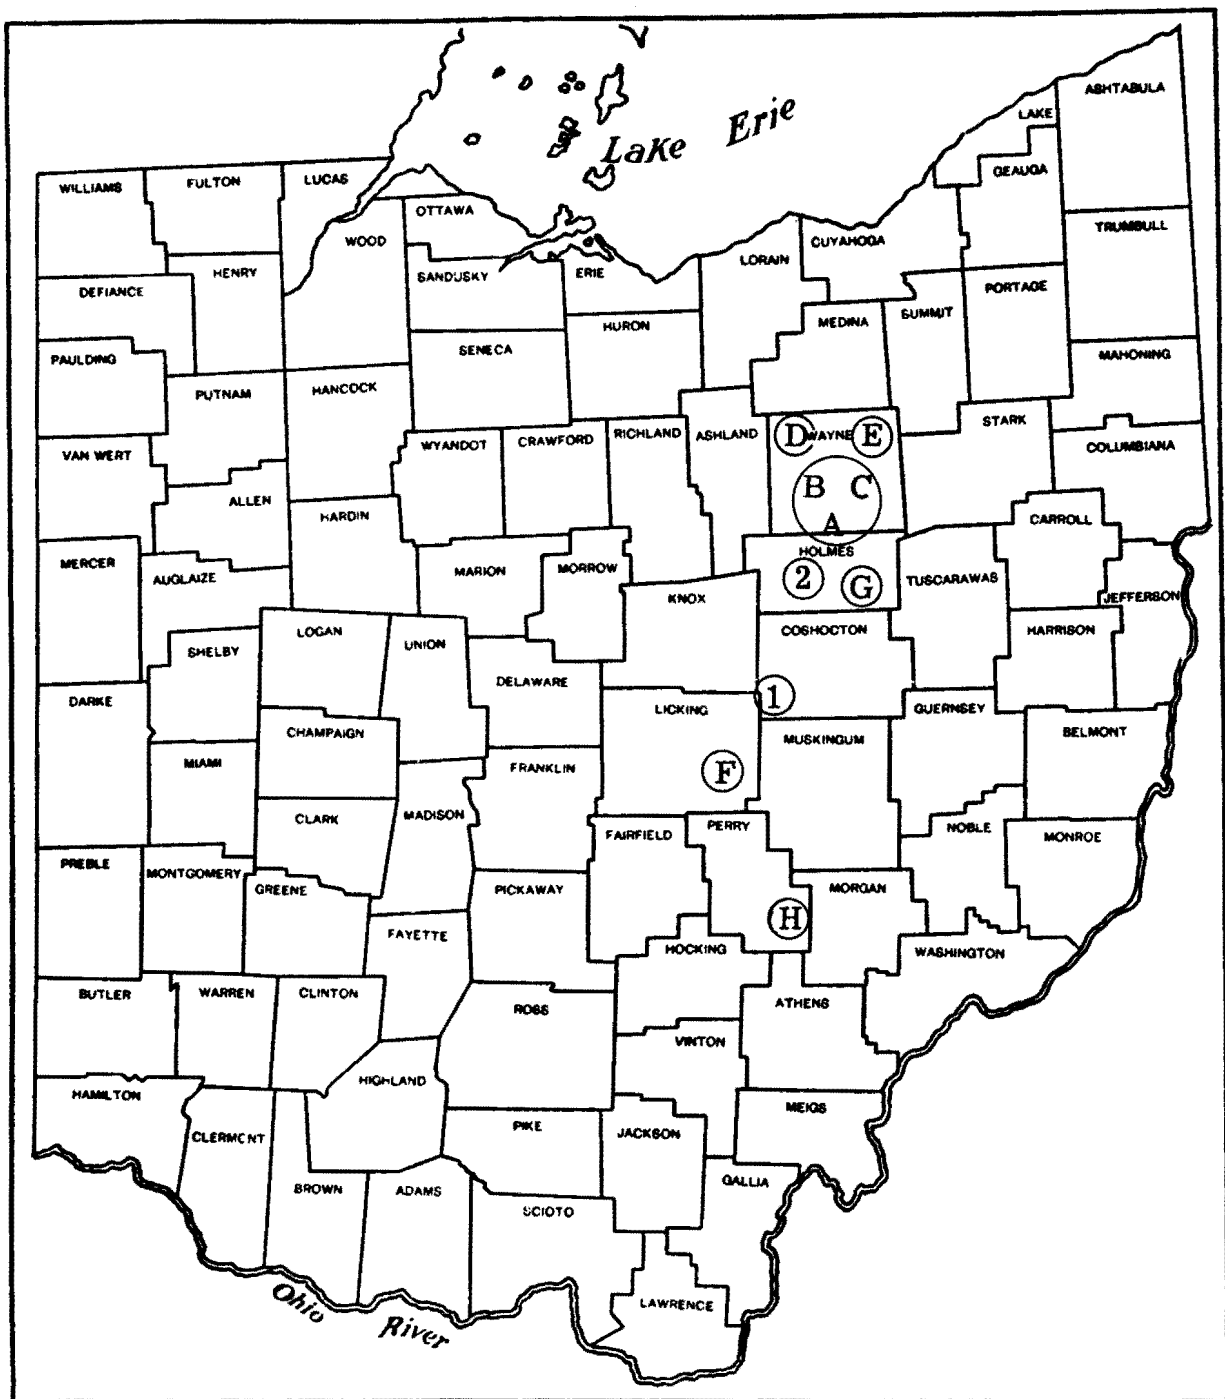 Lake Erie
ASHTABULA
LAKE
GEAUGA
WILLIAMS
FULTON
LUCAS
OTTAWA
WOOD
CUYAHOGA
TRUMBULL
HENRY
SANDUSKY
ERIE
LORAIN
DEFIANCE
PORTAGE
SUMMIT
MEDINA
HURON
SENECA
MAHONING
PAULDING
PUTNAM
HANCOCK
STARK
VAN WERT
WYANDOT
CRAWFORD
RICHLAND
ASHLAND
D
WAYNE
E
COLUMBIANA
B
C
A
ALLEN
HARDIN
CARROLL
HOLMES
2
G
MERCER
AUGLAIZE
MARION
MORROW
KNOX
TUSCARAWAS
JEFFERSON
COSHOCTON
HARRISON
LOGAN
UNION
SHELBY
DELAWARE
DARKE
1
LICKING
GUERNSEY
CHAMPAIGN
MUSKINGUM
BELMONT
MIAMI
FRANKLIN
F
CLARK
MADISON
FAIRFIELD
PERRY
NOBLE
MONROE
PREBLE
MONTGOMERY
GREENE
PICKAWAY
MORGAN
H
FAYETTE
HOCKING
WASHINGTON
BUTLER
WARREN
CLINTON
ROSS
ATHENS
VINTON
HAMILTON
HIGHLAND
MEIGS
CLERMONT
PIKE
JACKSON
BROWN
ADAMS
GALLIA
SCIOTO
LAWRENCE
Ohio River